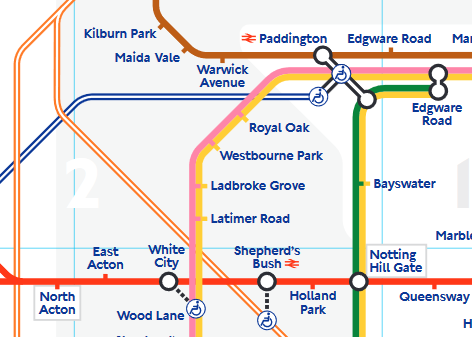 Kilburn Park
Paddington
Edgware Road
Mar
Maida Vale
Warwick
Avenue
Edgware
Road
Royal Oak
Westbourne Park
2
Ladbroke Grove
Bayswater
Latimer Road
Marble
East
Acton
White
City
Shepherd's
Bush
Notting
Hill Gate
North
Acton
Holland
Park
Queensway
Wood Lane
H